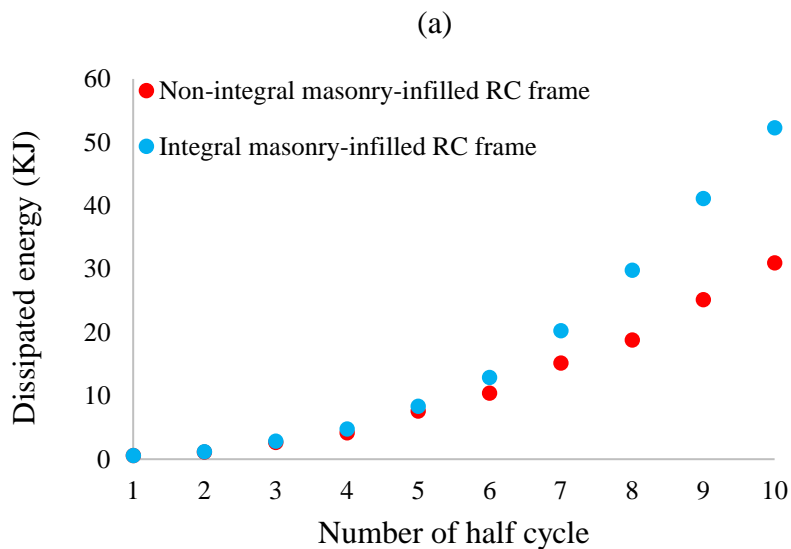 (a)
60
50
40
30
20
10
0
Dissipated energy (KJ)
Non-integral masonry-infilled RC frame
Integral masonry-infilled RC frame
1 2 3 4 5 6 7 8 9 10
Number of half cycle